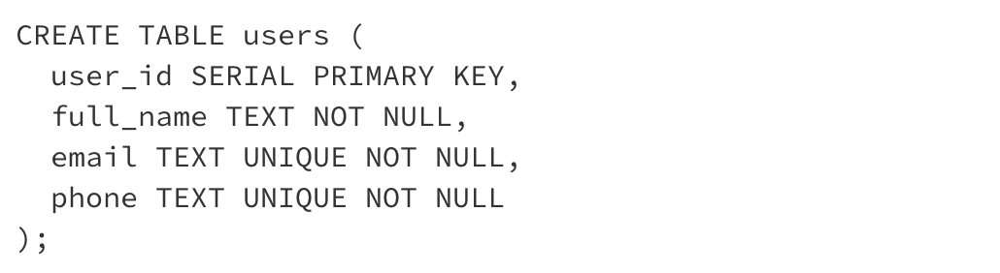 CREATE TABLE users (
  user_id SERIAL PRIMARY KEY,
  full_name TEXT NOT NULL,
  email TEXT UNIQUE NOT NULL,
  phone TEXT UNIQUE NOT NULL
);